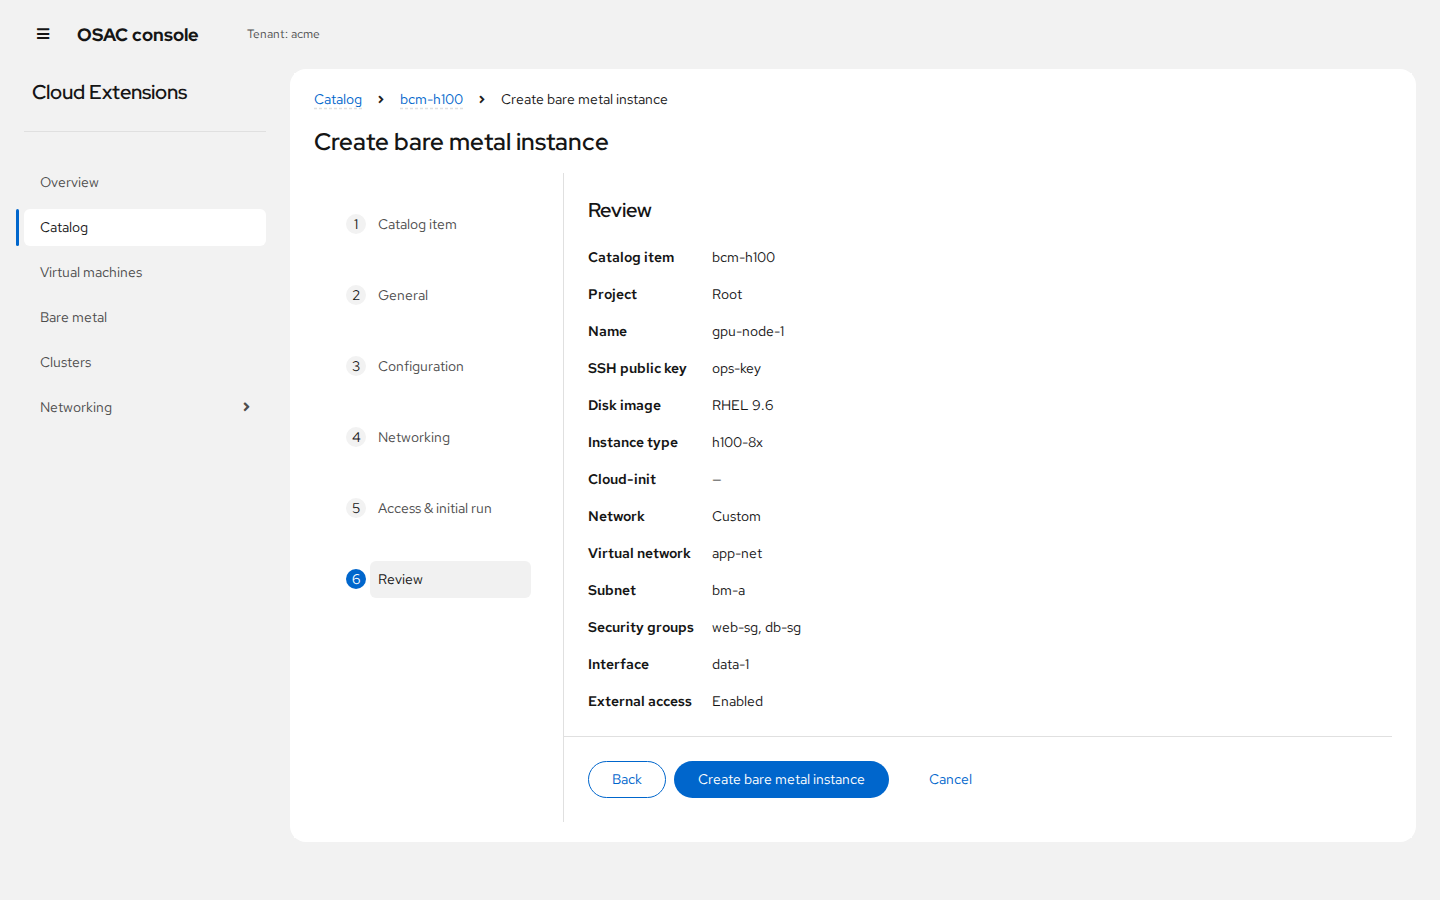 OSAC console
Tenant: acme
Cloud Extensions
Overview
Catalog
Virtual machines
Bare metal
Clusters
Networking
Catalog > bcm-h100 > Create bare metal instance
Create bare metal instance
1 Catalog item
2 General
3 Configuration
4 Networking
5 Access & initial run
6 Review
Review
Catalog item bcm-h100
Project Root
Name gpu-node-1
SSH public key ops-key
Disk image RHEL 9.6
Instance type h100-8x
Cloud-init –
Network Custom
Virtual network app-net
Subnet bm-a
Security groups web-sg, db-sg
Interface data-1
External access Enabled
Back Create bare metal instance Cancel